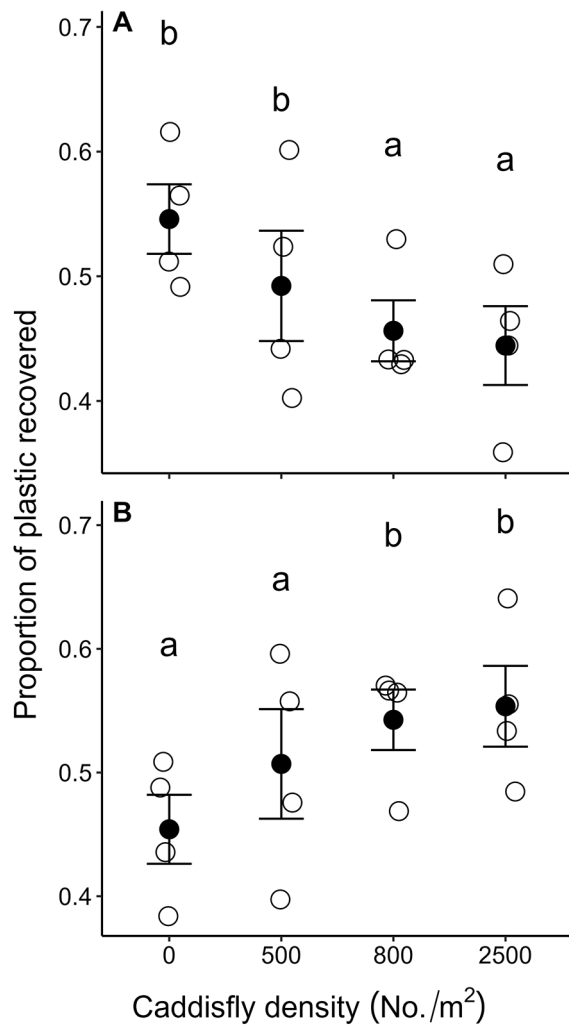 A
b
b
a
a
0.7
0.6
0.5
0.4
Proportion of plastic recovered
B
a
a
b
b
0.7
0.6
0.5
0.4
0 500 800 2500
Caddisfly density (No./m²)